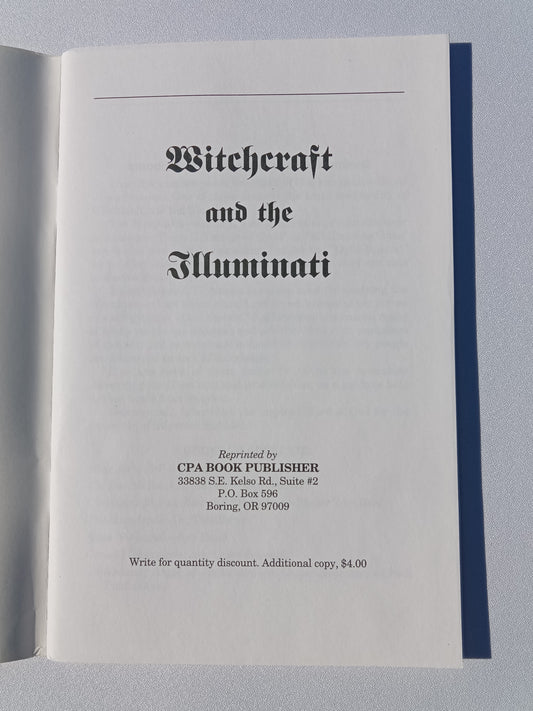 Witchcraft
and the
Illuminati
Reprinted by
CPA BOOK PUBLISHER
33838 S.E. Kelso Rd., Suite #2
P.O. Box 596
Boring, OR 97009
Write for quantity discount. Additional copy, $4.00